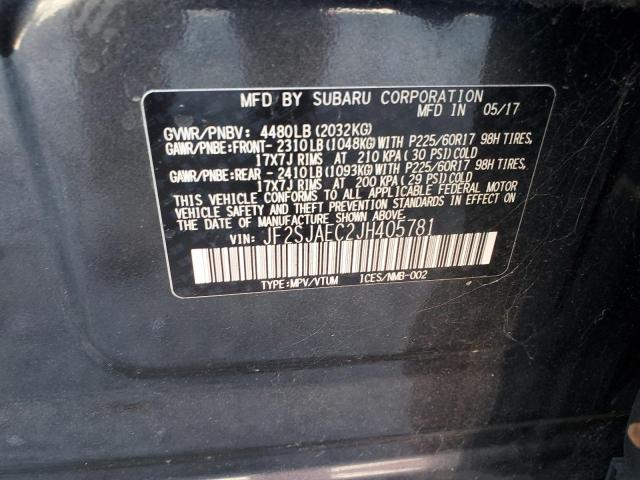 MFD BY SUBARU CORPORATION
MFD IN 05/17
GVWR/PNBV: 4480LB(2032KG)
GAWR/PNBE:FRONT- 2310LB(1048KG)WITH P225/60R17 98H TIRES,
17X7J RIMS AT 210 KPA(30 PSI)COLD
GAWR/PNBE:REAR - 2410LB(1093KG)WITH P225/60R17 98H TIRES,
17X7J RIMS AT 200 KPA(29 PSI)COLD
THIS VEHICLE CONFORMS TO ALL APPLICABLE FEDERAL MOTOR
VEHICLE SAFETY AND THEFT PREVENTION STANDARDS IN EFFECT
ON THE DATE OF MANUFACTURE SHOWN ABOVE.
VIN: JF2SJAEC2JH405781
TYPE:MPV/VTUM ICES/NMB-002